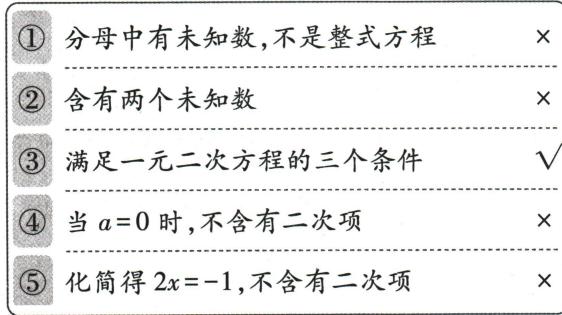 ① 分母中有未知数,不是整式方程 ×
② 含有两个未知数 ×
③ 满足一元二次方程的三个条件 √
④ 当 a=0 时,不含有二次项 ×
⑤ 化简得 2x=-1,不含有二次项 ×